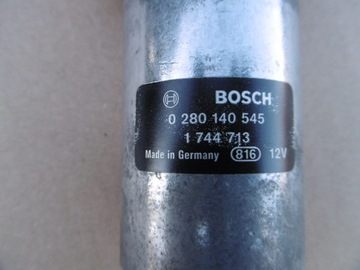 BOSCH
0 280 140 545
1 744 713
Made in Germany 816 12V